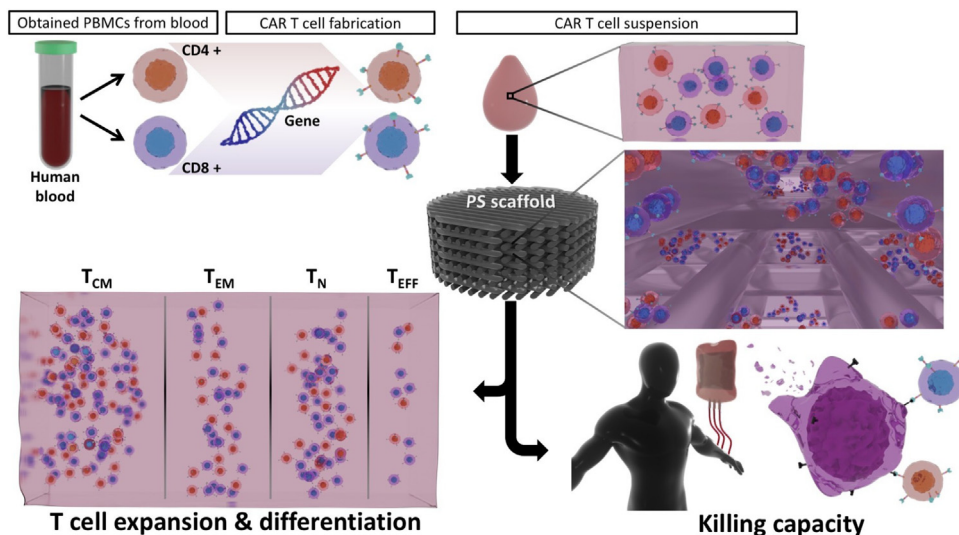 Obtained PBMCs from blood
CAR T cell fabrication
CAR T cell suspension
CD4 +
Gene
CD8 +
Human
blood
PS scaffold
TCM
TEM
TN
TEFF
T cell expansion & differentiation
Killing capacity